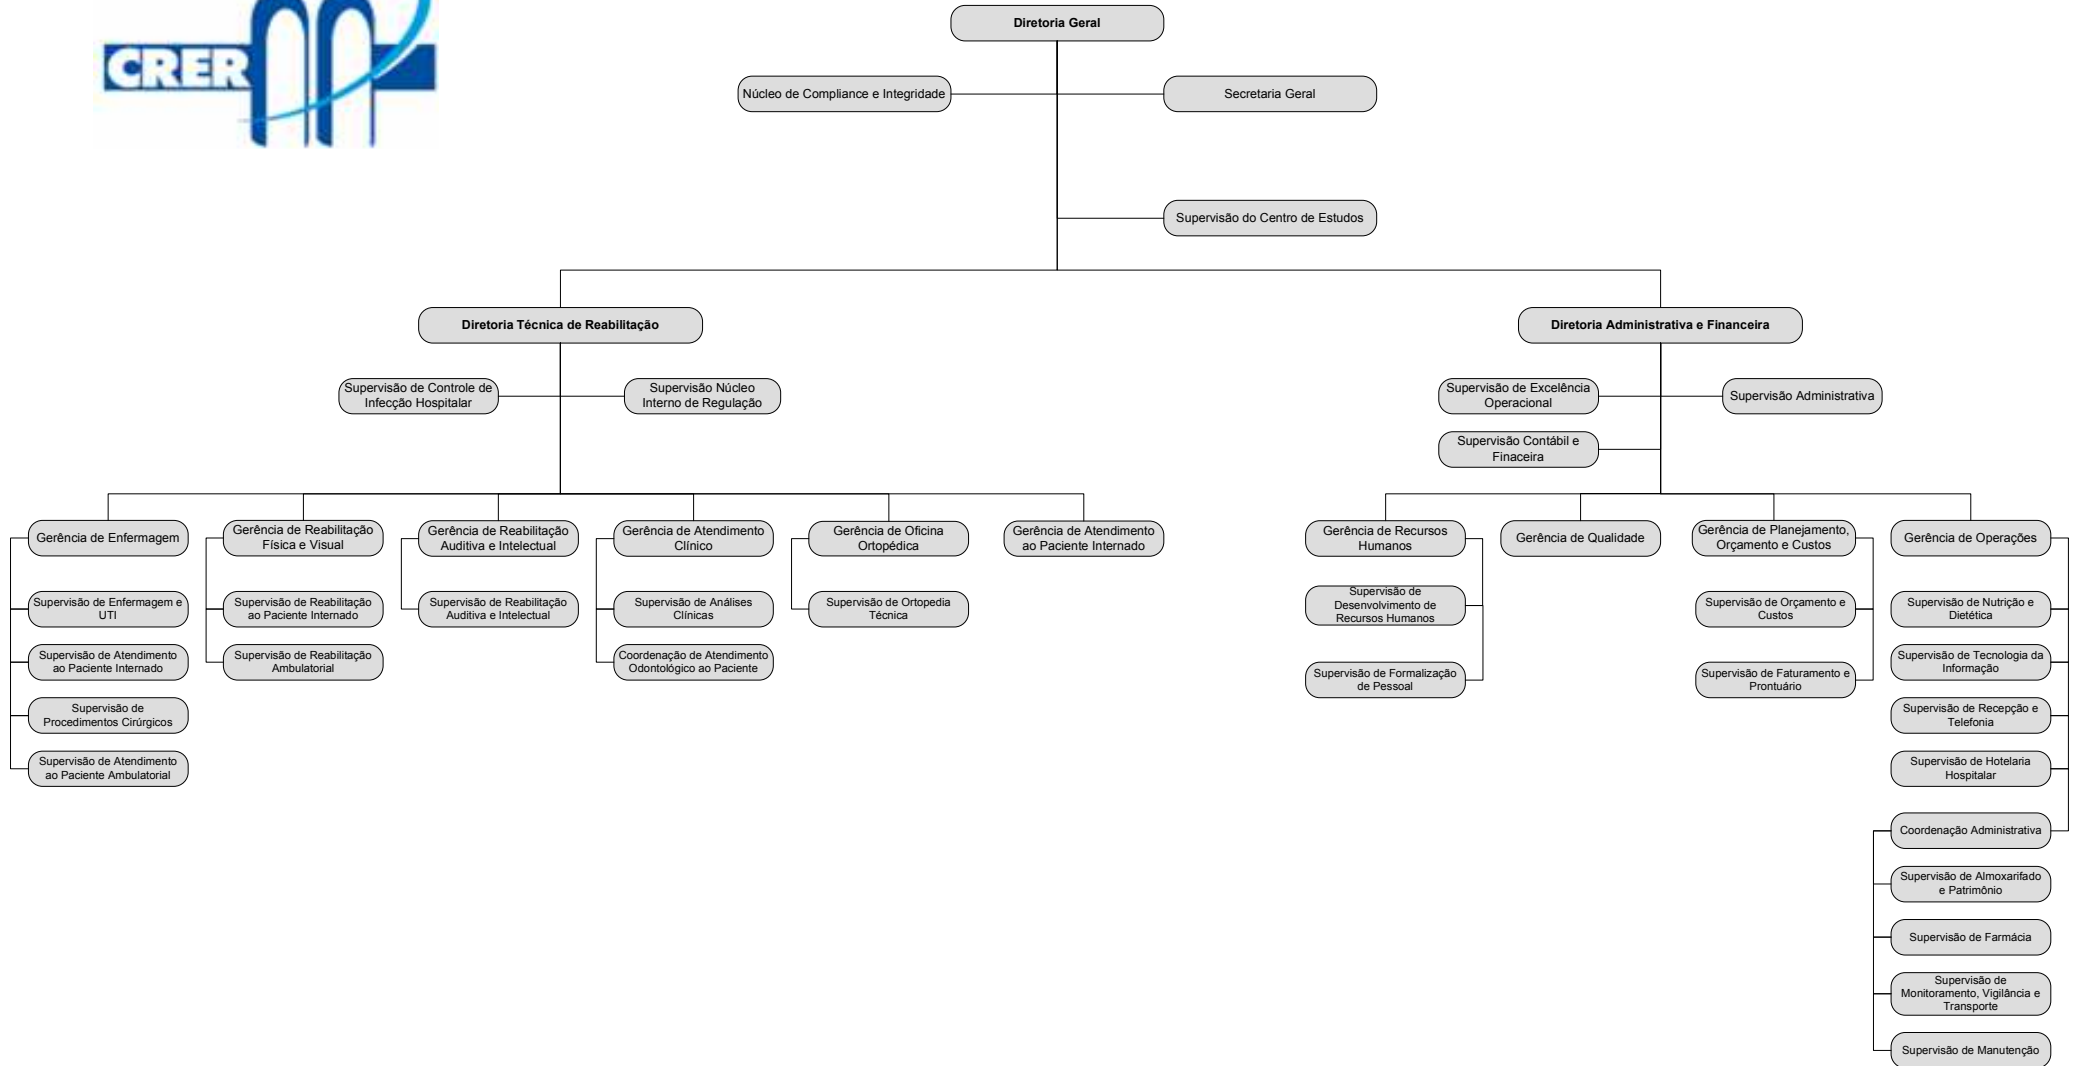 CRER
Diretoria Geral
Núcleo de Compliance e Integridade
Secretaria Geral
Supervisão do Centro de Estudos
Diretoria Técnica de Reabilitação
Diretoria Administrativa e Financeira
Supervisão de Controle de
Infecção Hospitalar
Supervisão Núcleo
Interno de Regulação
Supervisão de Excelência
Operacional
Supervisão Administrativa
Supervisão Contábil e
Finaceira
Gerência de Enfermagem
Gerência de Reabilitação
Física e Visual
Gerência de Reabilitação
Auditiva e Intelectual
Gerência de Atendimento
Clínico
Gerência de Oficina
Ortopédica
Gerência de Atendimento
ao Paciente Internado
Gerência de Recursos
Humanos
Gerência de Qualidade
Gerência de Planejamento,
Orçamento e Custos
Gerência de Operações
Supervisão de Enfermagem e
UTI
Supervisão de Reabilitação
ao Paciente Internado
Supervisão de Reabilitação
Auditiva e Intelectual
Supervisão de Análises
Clínicas
Supervisão de Ortopedia
Técnica
Supervisão de
Desenvolvimento de
Recursos Humanos
Supervisão de Orçamento e
Custos
Supervisão de Nutrição e
Dietética
Supervisão de Atendimento
ao Paciente Internado
Supervisão de Reabilitação
Ambulatorial
Coordenação de Atendimento
Odontológico ao Paciente
Supervisão de Formalização
de Pessoal
Supervisão de Faturamento e
Prontuário
Supervisão de Tecnologia da
Informação
Supervisão de
Procedimentos Cirúrgicos
Supervisão de Recepção e
Telefonia
Supervisão de Atendimento
ao Paciente Ambulatorial
Supervisão de Hotelaria
Hospitalar
Coordenação Administrativa
Supervisão de Almoxarifado
e Patrimônio
Supervisão de Farmácia
Supervisão de
Monitoramento, Vigilância e
Transporte
Supervisão de Manutenção